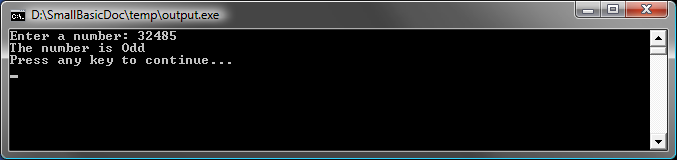 D:\SmallBasicDoc\temp\output.exe
Enter a number: 32485
The number is Odd
Press any key to continue...